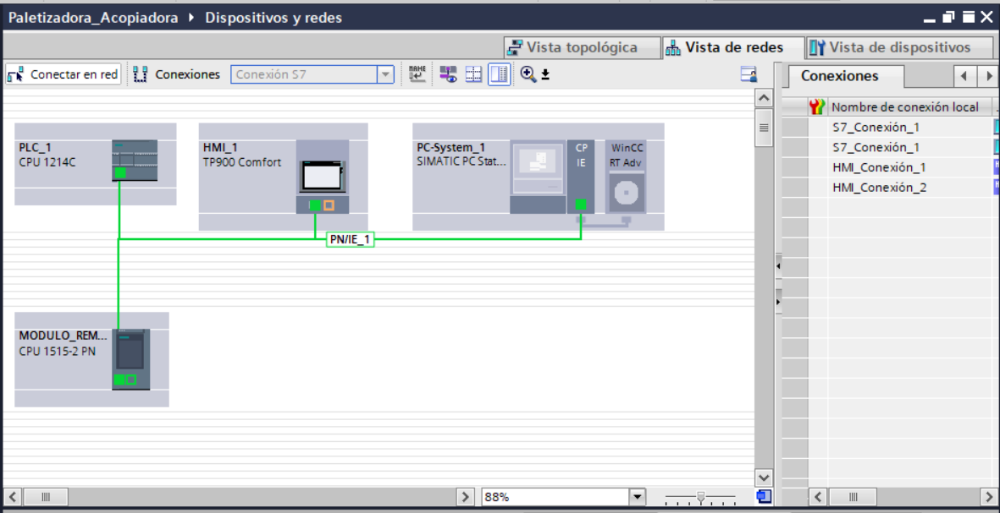 Paletizadora_Acopiadora ▸ Dispositivos y redes
Vista topológica
Vista de redes
Vista de dispositivos
Conectar en red
Conexiones
Conexión S7
Conexiones
Nombre de conexión local
S7_Conexión_1
S7_Conexión_1
HMI_Conexión_1
HMI_Conexión_2
PLC_1
CPU 1214C
HMI_1
TP900 Comfort
PC-System_1
SIMATIC PC Stat...
CP
IE
WinCC
RT Adv
PN/IE_1
MODULO_REM...
CPU 1515-2 PN
88%